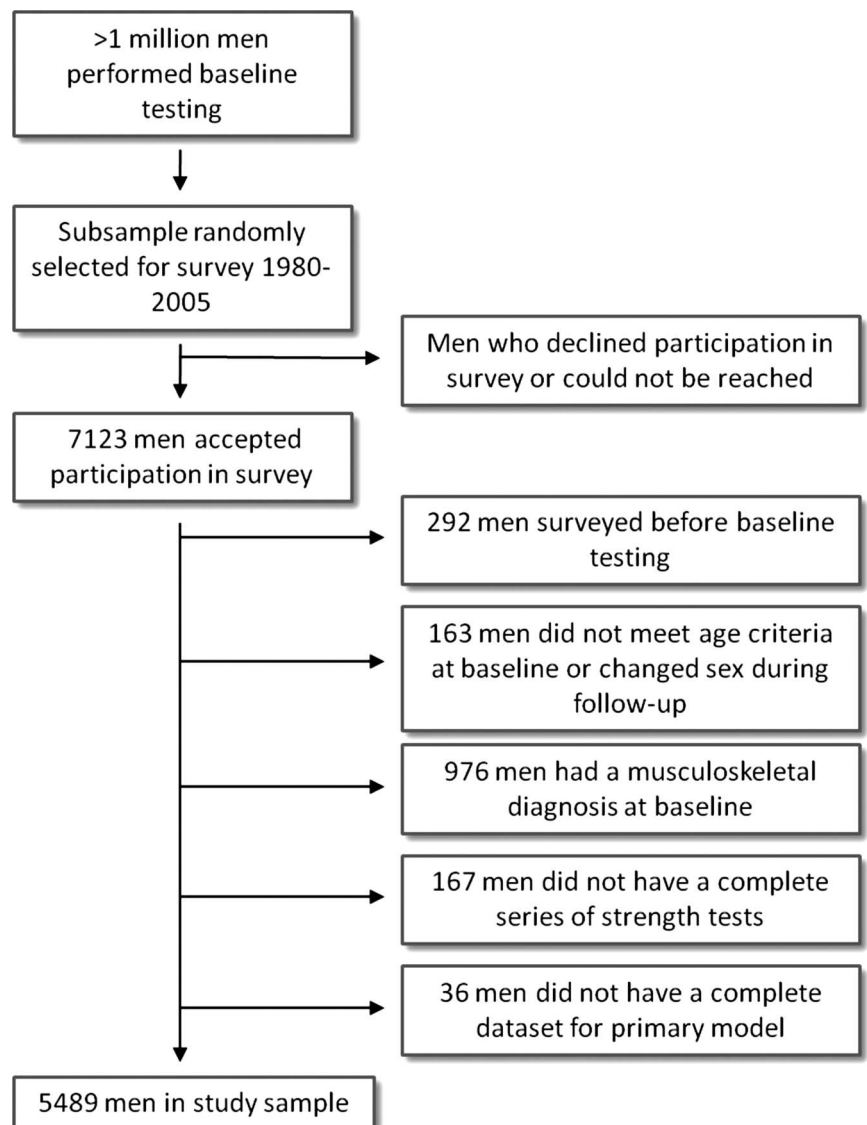 >1 million men
performed baseline
testing
Subsample randomly
selected for survey 1980-
2005
Men who declined participation in
survey or could not be reached
7123 men accepted
participation in survey
292 men surveyed before baseline
testing
163 men did not meet age criteria
at baseline or changed sex during
follow-up
976 men had a musculoskeletal
diagnosis at baseline
167 men did not have a complete
series of strength tests
36 men did not have a complete
dataset for primary model
5489 men in study sample